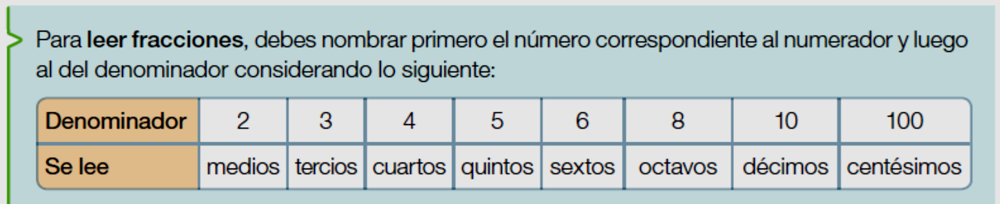 Para leer fracciones, debes nombrar primero el número correspondiente al numerador y luego
al del denominador considerando lo siguiente:
Denominador 2 3 4 5 6 8 10 100
Se lee medios tercios cuartos quintos sextos octavos décimos centésimos